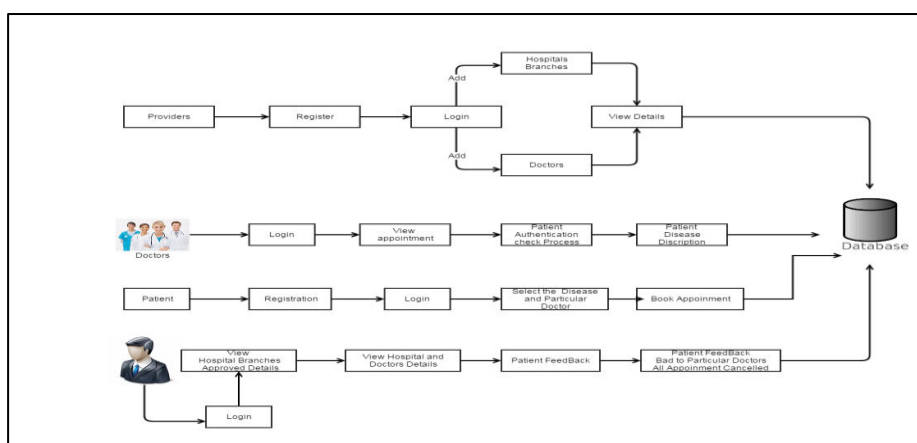 Hospitals
Branches
Add
Providers
Register
Login
View Details
Add
Doctors
Doctors
Login
View
appointment
Patient
Authentication
check Process
Patient
Disease
Discription
Database
Patient
Registration
Login
Select the Disease
and Particular
Doctor
Book Appoinment
View
Hospital Branches
Approved Details
View Hospital and
Doctors Details
Patient FeedBack
Patient FeedBack
Bad to Particular Doctors
All Appoinment Cancelled
Login